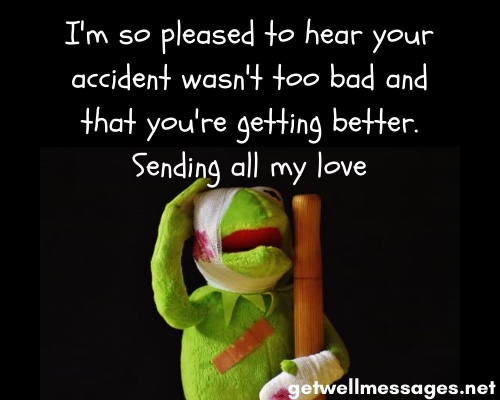 I'm so pleased to hear your
accident wasn't too bad and
that you're getting better.
Sending all my love
getwellmessages.net